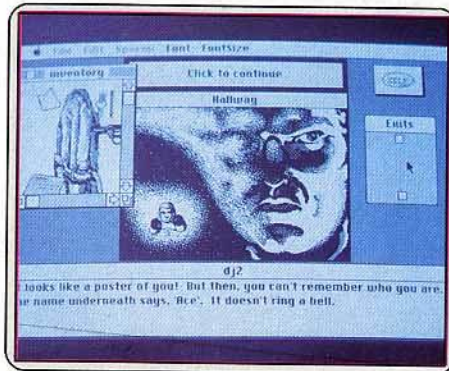 File Edit Special Font FontSize
inventory
Click to continue
SELF
Hallway
Exits
dj2
looks like a poster of you! But then, you can't remember who you are.
name underneath says, 'Ace'. It doesn't ring a bell.